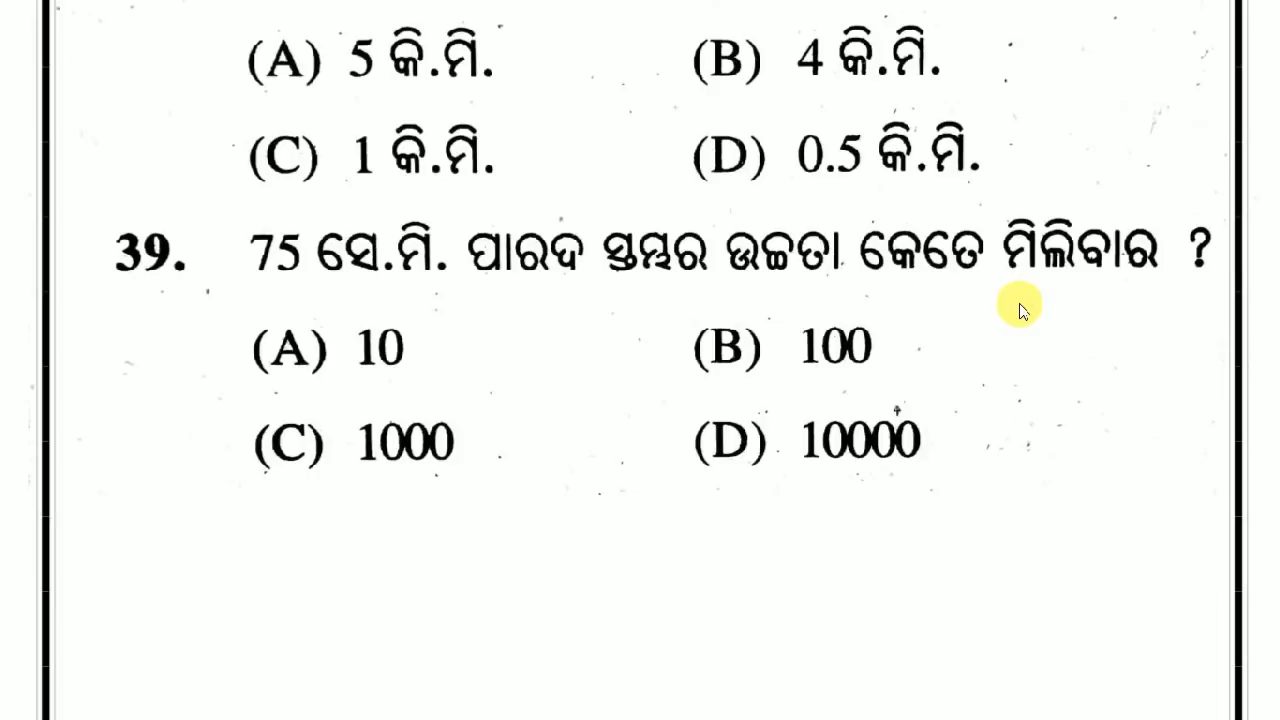 (A) 5 କି.ମି. (B) 4 କି.ମି.
(C) 1 କି.ମି. (D) 0.5 କି.ମି.
39. 75 ସେ.ମି. ପାରଦ ସ୍ତମ୍ଭର ଉଚ୍ଚତା କେତେ ମିଲିବାର ?
(A) 10 (B) 100
(C) 1000 (D) 10000